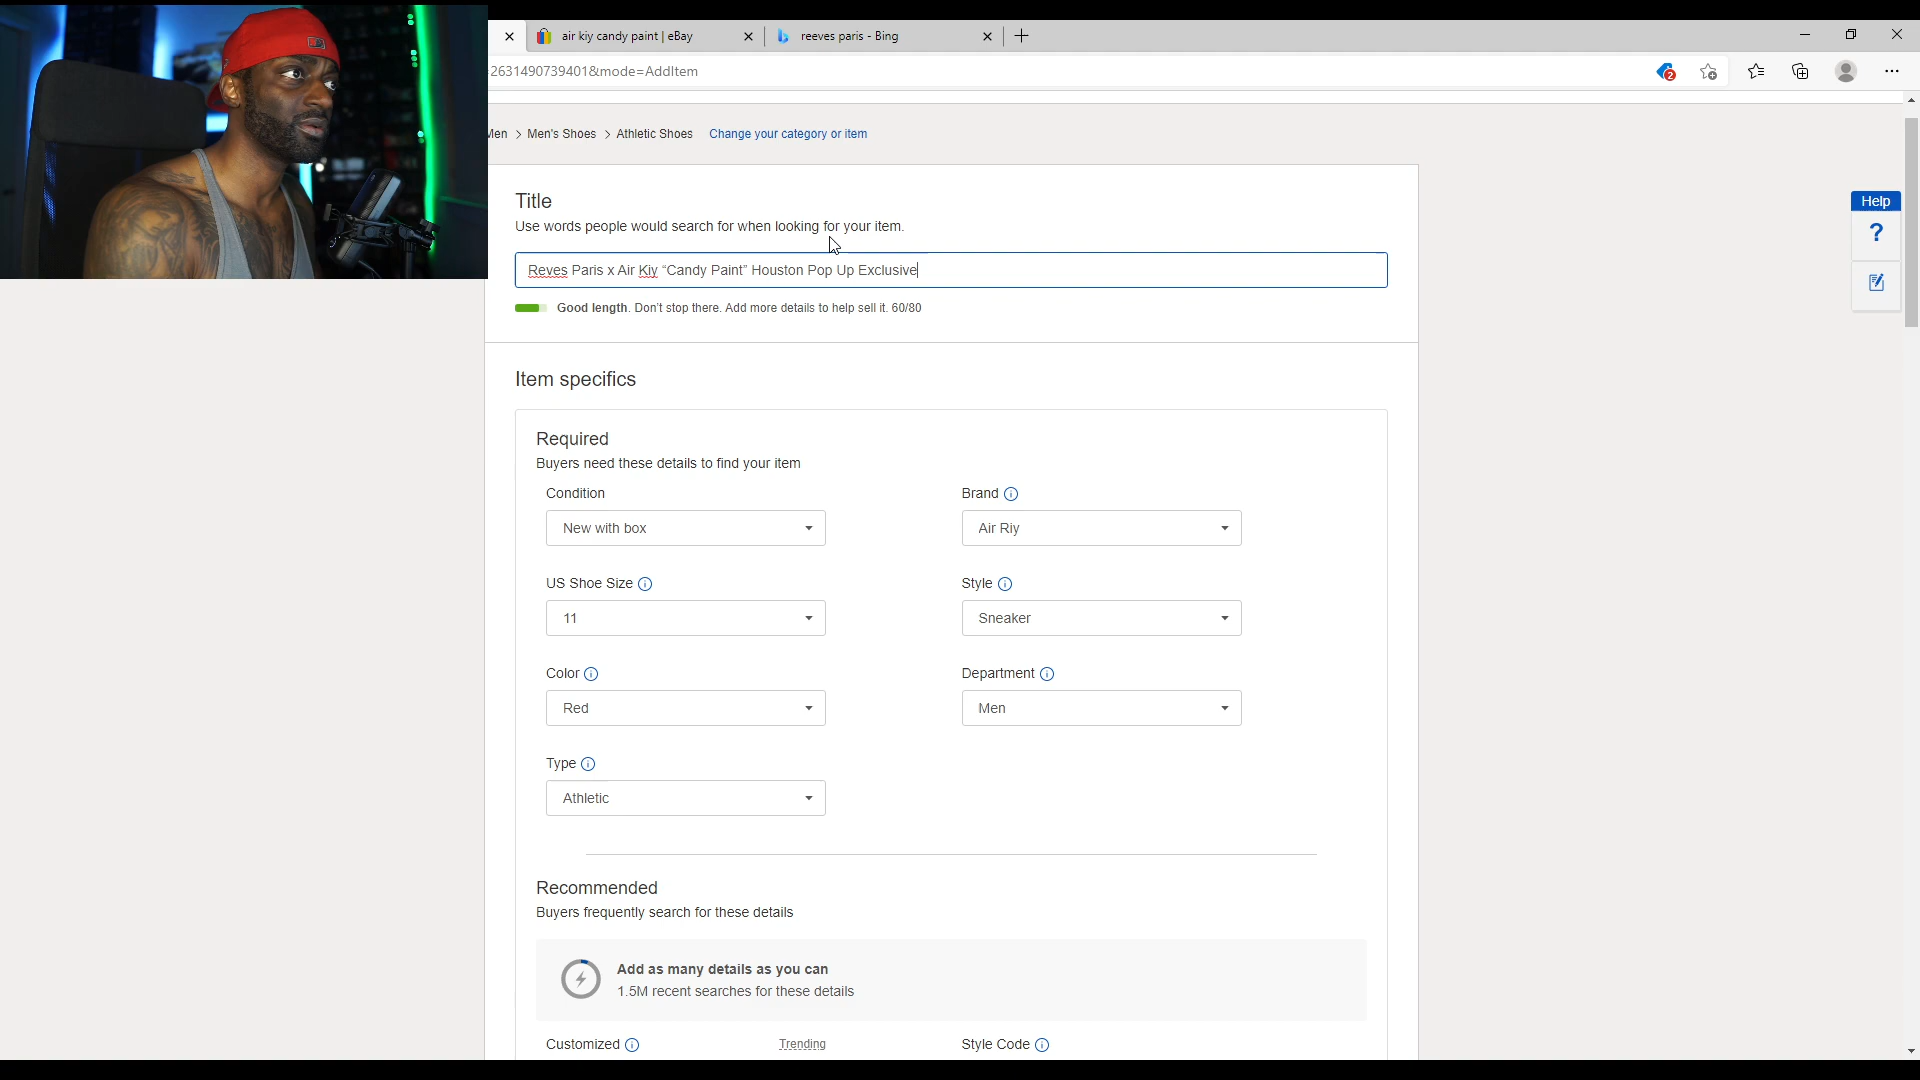 air kiy candy paint | eBay
reeves paris - Bing
2631490739401&mode=AddItem
2
Men > Men's Shoes > Athletic Shoes Change your category or item
Title
Use words people would search for when looking for your item.
Reves Paris x Air Kiy “Candy Paint” Houston Pop Up Exclusive
Good length. Don't stop there. Add more details to help sell it. 60/80
Help
?
Item specifics
Required
Buyers need these details to find your item
Condition
New with box
Brand
Air Riy
US Shoe Size
11
Style
Sneaker
Color
Red
Department
Men
Type
Athletic
Recommended
Buyers frequently search for these details
Add as many details as you can
1.5M recent searches for these details
Customized
Trending
Style Code